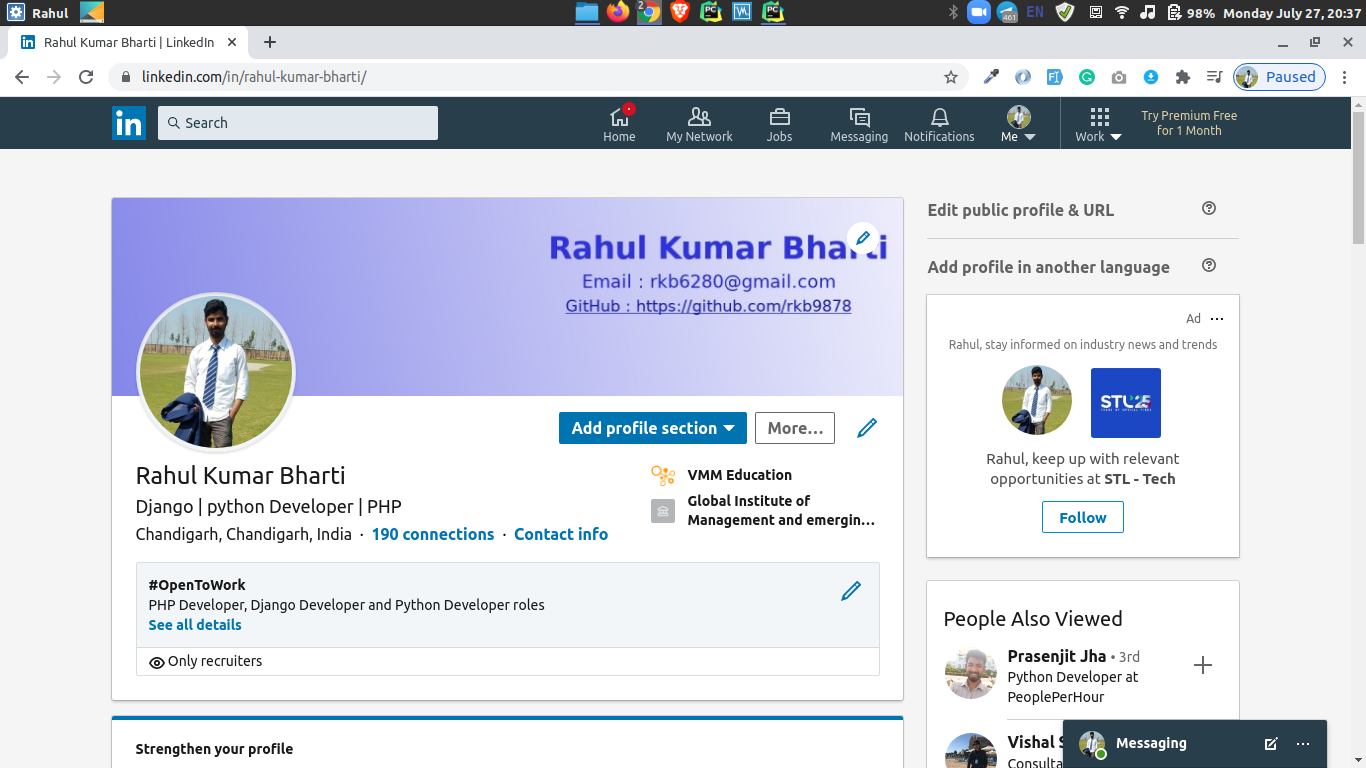 Rahul
2
461
EN
98%
Monday July 27, 20:37
Rahul Kumar Bharti | LinkedIn
linkedin.com/in/rahul-kumar-bharti/
Paused
in
Search
Home
My Network
Jobs
Messaging
Notifications
Me
Work
Try Premium Free
for 1 Month
Rahul Kumar Bharti
Email : rkb6280@gmail.com
GitHub : https://github.com/rkb9878
Add profile section
More…
Rahul Kumar Bharti
Django | python Developer | PHP
Chandigarh, Chandigarh, India · 190 connections · Contact info
VMM Education
Global Institute of
Management and emergin…
#OpenToWork
PHP Developer, Django Developer and Python Developer roles
See all details
Only recruiters
Strengthen your profile
Edit public profile & URL
Add profile in another language
Ad
Rahul, stay informed on industry news and trends
STL
Rahul, keep up with relevant
opportunities at STL - Tech
Follow
People Also Viewed
Prasenjit Jha • 3rd
Python Developer at
PeoplePerHour
Vishal S
Consulta
Messaging